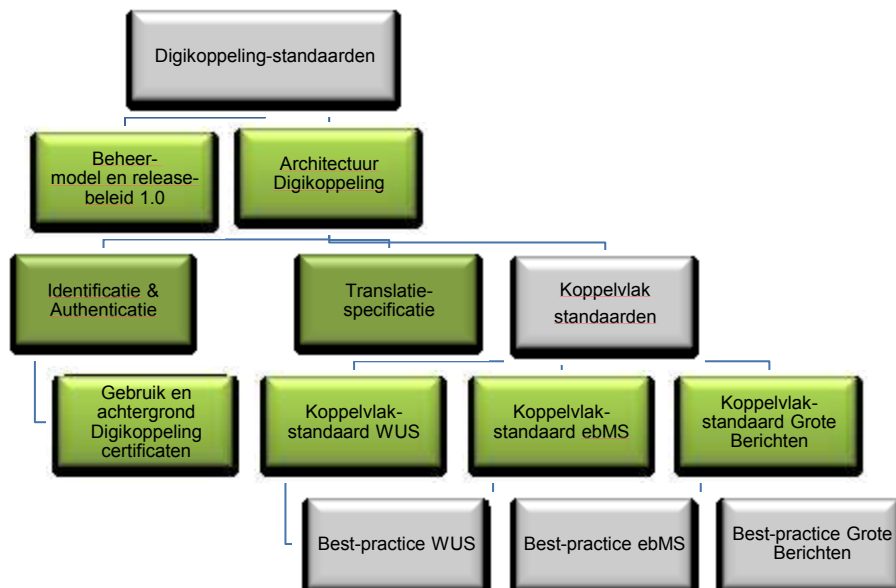 Digikoppeling-standaarden
Beheer-
model en release-
beleid 1.0
Architectuur
Digikoppeling
Identificatie &
Authenticatie
Translatie-
specificatie
Koppelvlak
standaarden
Gebruik en
achtergrond
Digikoppeling
certificaten
Koppelvlak-
standaard WUS
Koppelvlak-
standaard ebMS
Koppelvlak-
standaard Grote
Berichten
Best-practice WUS
Best-practice ebMS
Best-practice Grote
Berichten